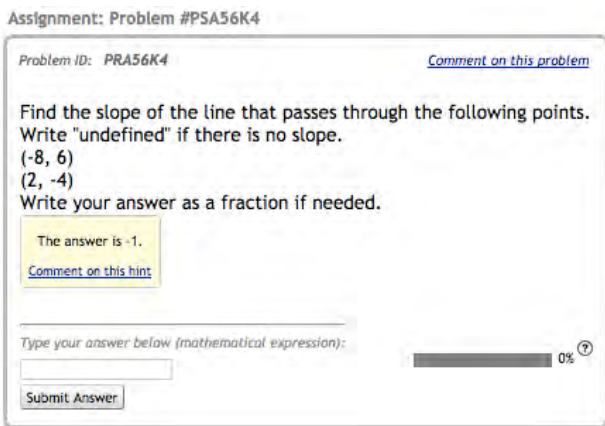 Assignment: Problem #PSA56K4
Problem ID: PRA56K4
Comment on this problem
Find the slope of the line that passes through the following points.
Write "undefined" if there is no slope.
(-8, 6)
(2, -4)
Write your answer as a fraction if needed.
The answer is -1.
Comment on this hint
Type your answer below (mathematical expression):
0% ?
Submit Answer